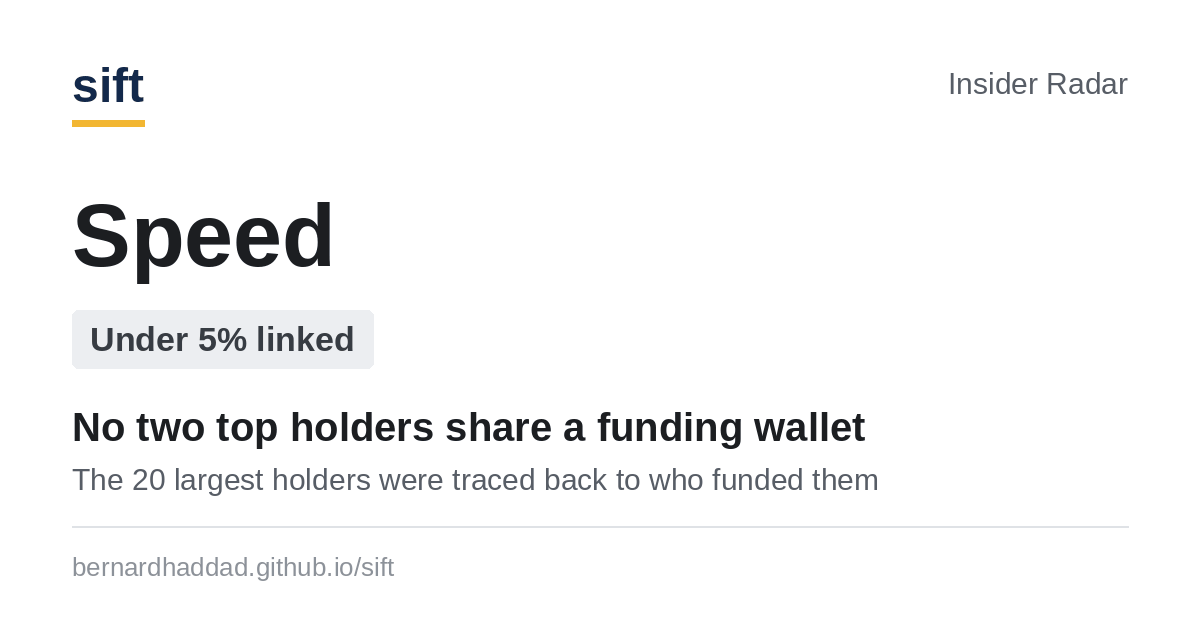 sift
Insider Radar
Speed
Under 5% linked
No two top holders share a funding wallet
The 20 largest holders were traced back to who funded them
bernardhaddad.github.io/sift